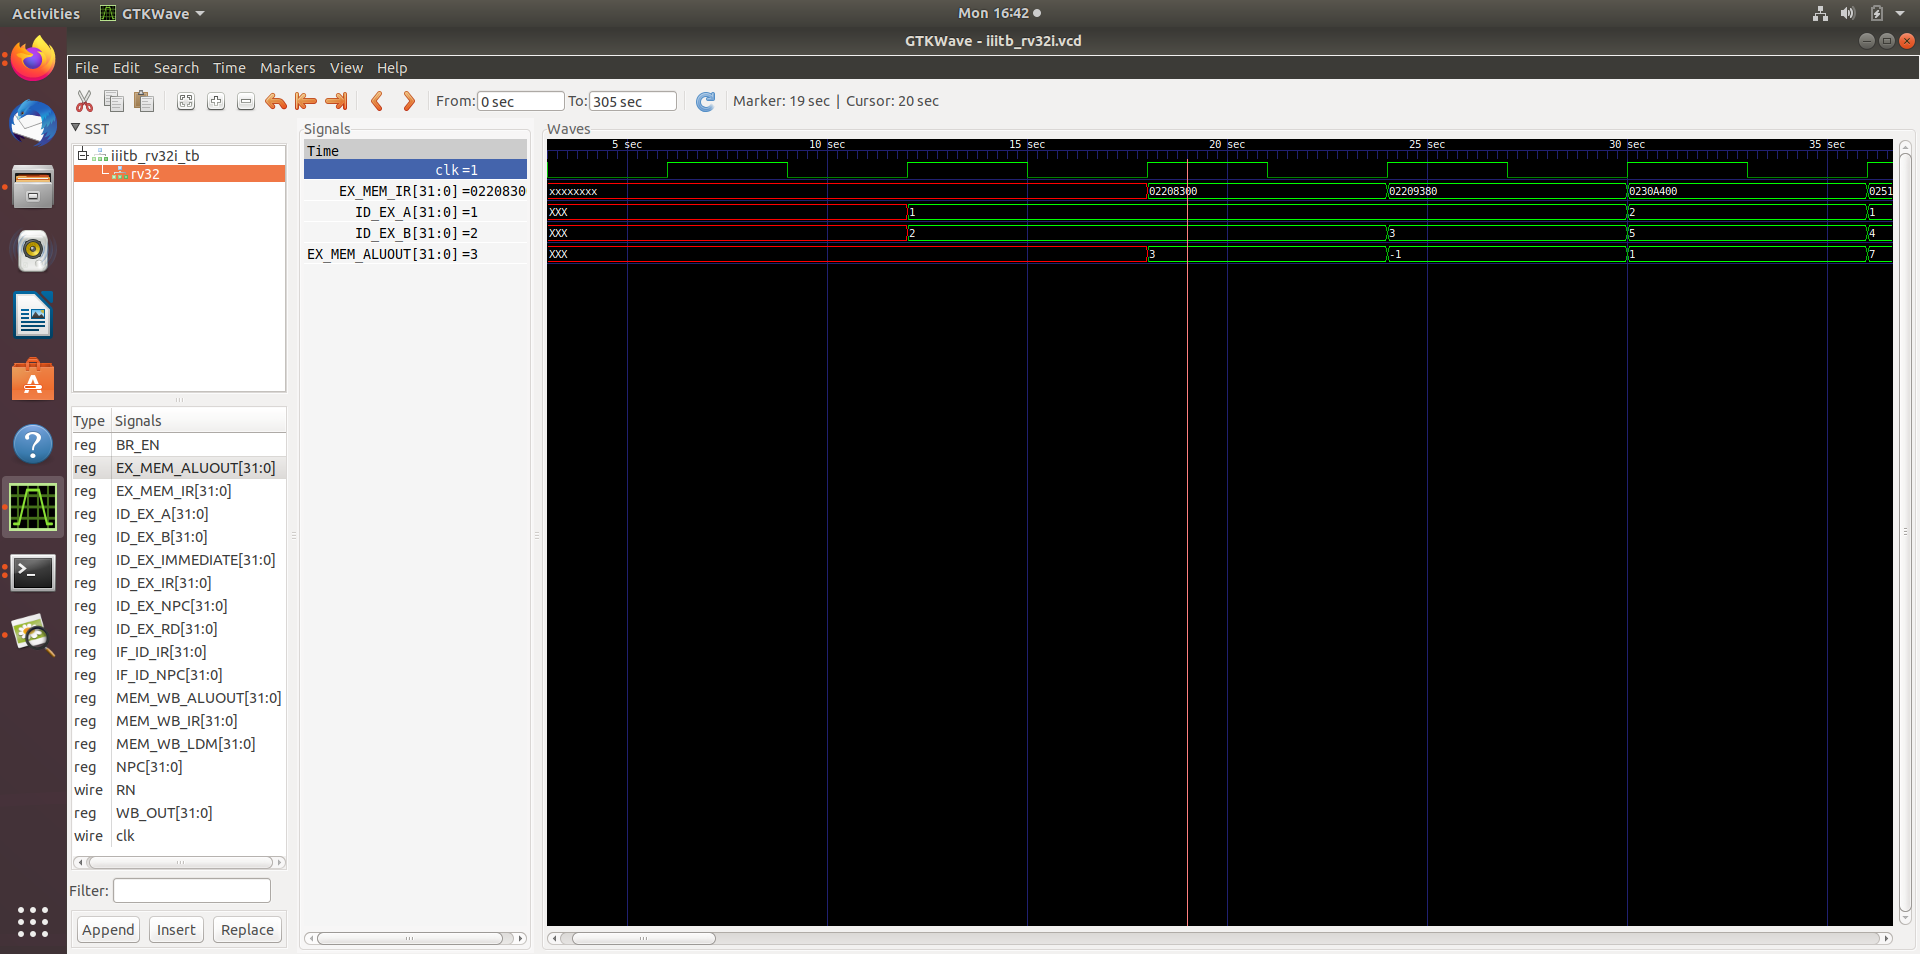 Activities GTKWave Mon 16:42
GTKWave - iiitb_rv32i.vcd
File Edit Search Time Markers View Help
From: 0 sec To: 305 sec Marker: 19 sec | Cursor: 20 sec
SST
iiitb_rv32i_tb
rv32
Type Signals
reg BR_EN
reg EX_MEM_ALUOUT[31:0]
reg EX_MEM_IR[31:0]
reg ID_EX_A[31:0]
reg ID_EX_B[31:0]
reg ID_EX_IMMEDIATE[31:0]
reg ID_EX_IR[31:0]
reg ID_EX_NPC[31:0]
reg ID_EX_RD[31:0]
reg IF_ID_IR[31:0]
reg IF_ID_NPC[31:0]
reg MEM_WB_ALUOUT[31:0]
reg MEM_WB_IR[31:0]
reg MEM_WB_LDM[31:0]
reg NPC[31:0]
wire RN
reg WB_OUT[31:0]
wire clk
Filter:
Append Insert Replace
Signals
Time
clk=1
EX_MEM_IR[31:0]=0220830
ID_EX_A[31:0]=1
ID_EX_B[31:0]=2
EX_MEM_ALUOUT[31:0]=3
Waves
5 sec 10 sec 15 sec 20 sec 25 sec 30 sec 35 sec
xxxxxxxx 02208300 02209380 0230A400 0251
XXX 1 2 1
XXX 2 3 5 4
XXX 3 -1 1 7